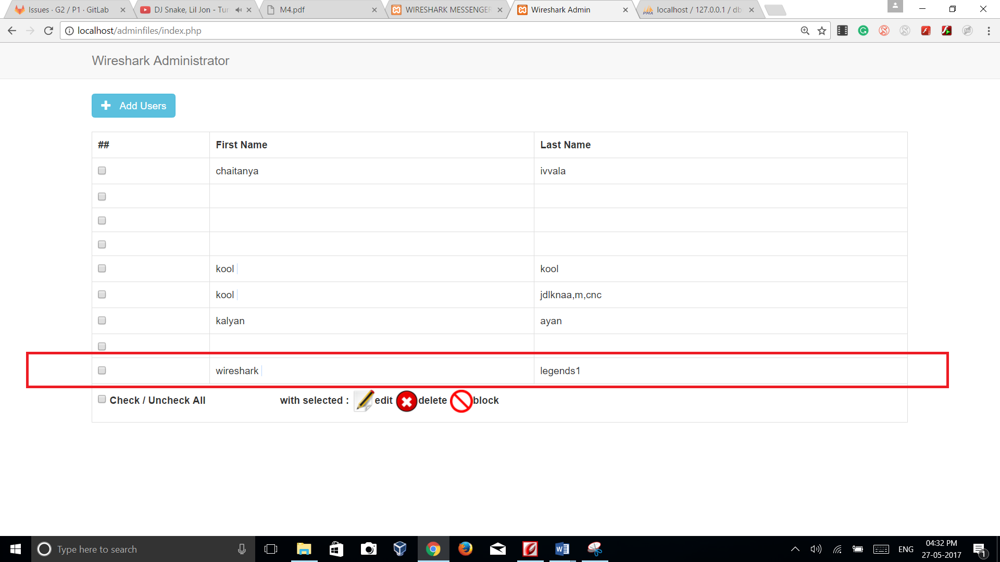 Issues · G2 / P1 · GitLab
DJ Snake, Lil Jon - Tur
M4.pdf
WIRESHARK MESSENGER
Wireshark Admin
localhost / 127.0.0.1 / db
localhost/adminfiles/index.php
Wireshark Administrator
Add Users
## First Name Last Name
chaitanya ivvala
kool kool
kool jdlknaa,m,cnc
kalyan ayan
wireshark legends1
Check / Uncheck All with selected : edit delete block
Type here to search
ENG
04:32 PM
27-05-2017
1